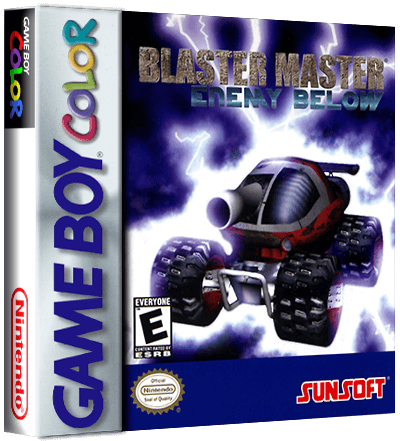 GAME BOY
COLOR
Nintendo
GAME BOY COLOR
BLASTER MASTER
ENEMY BELOW
EVERYONE
E
CONTENT RATED BY
ESRB
Official
Nintendo
Seal of Quality
SUNSOFT